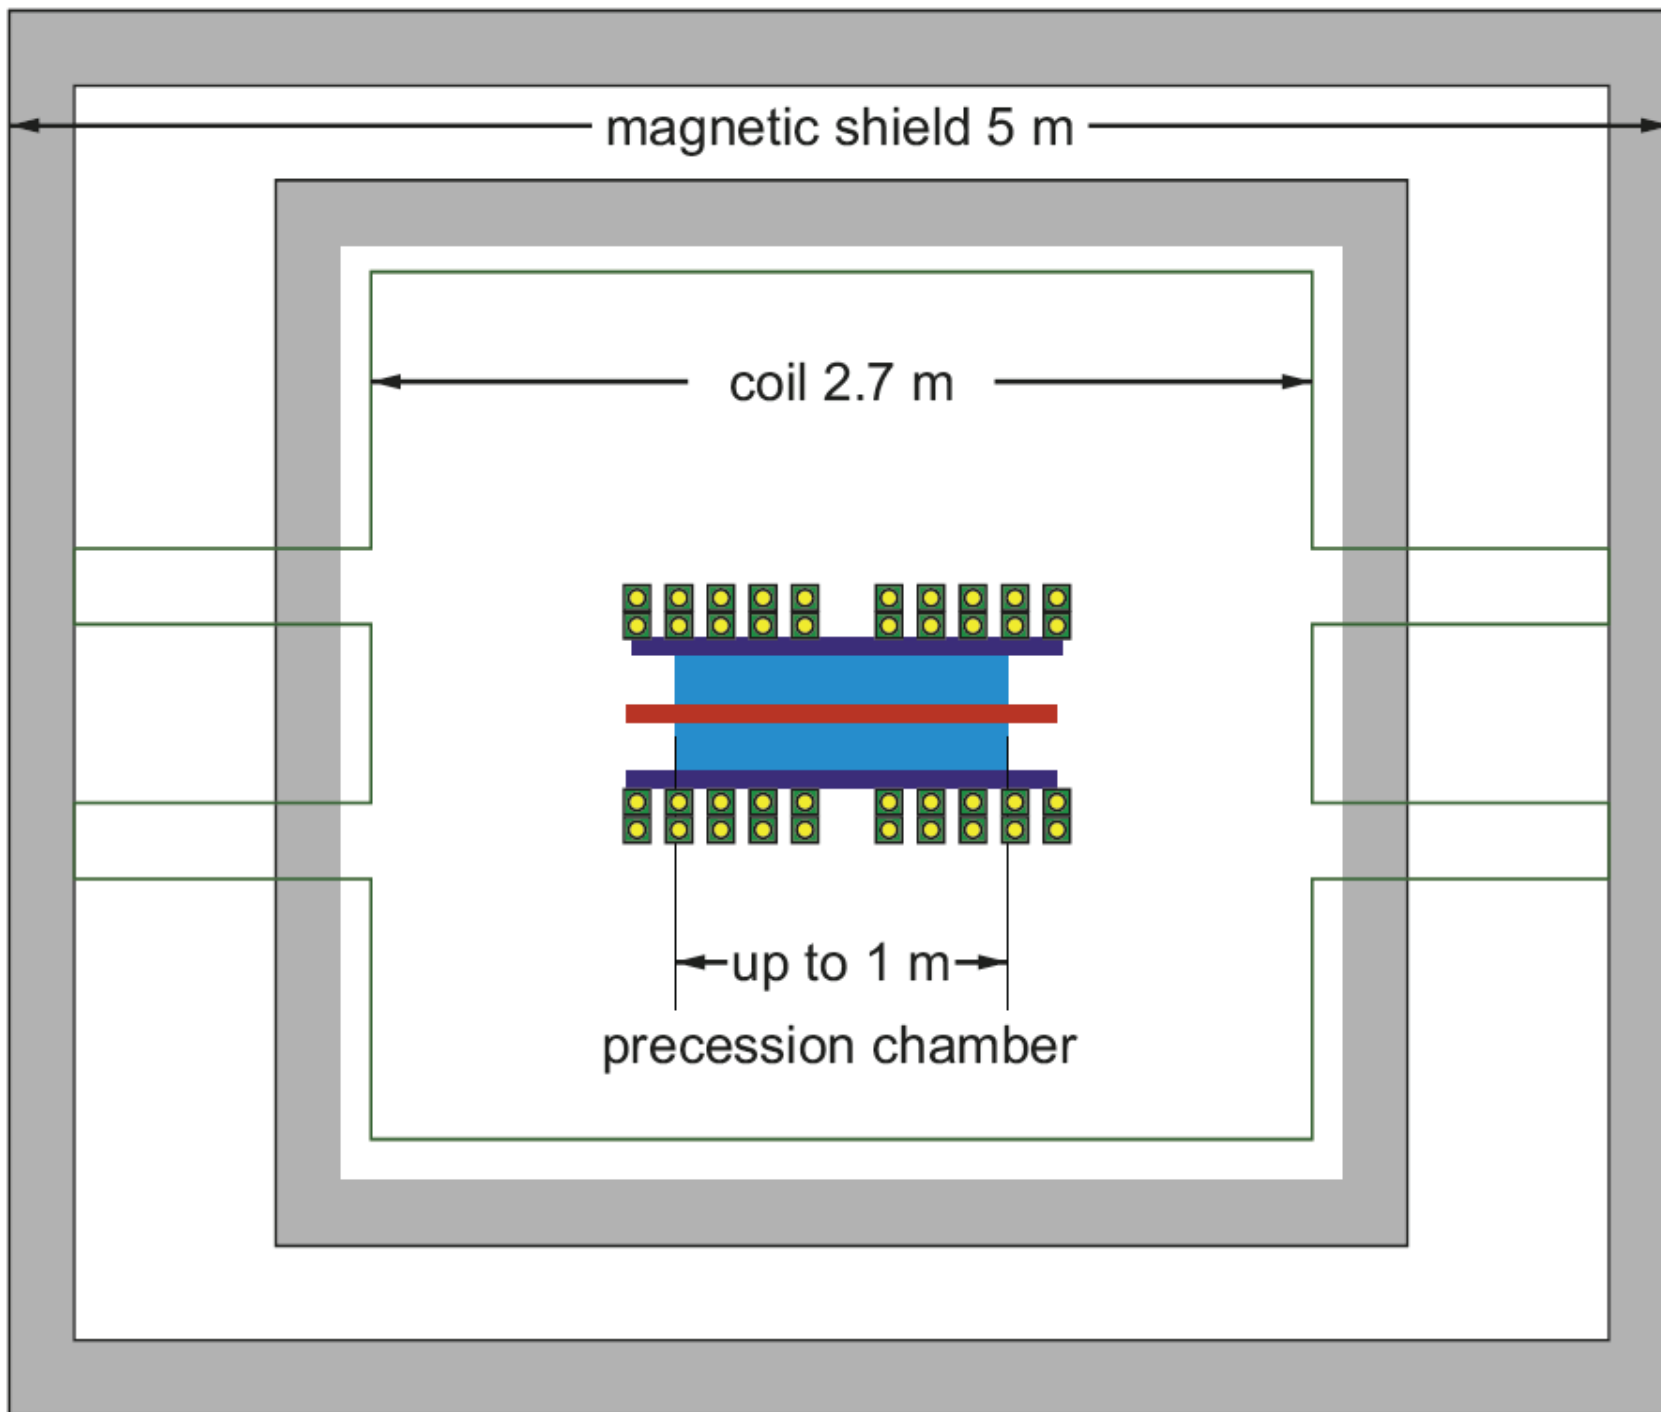 magnetic shield 5 m
coil 2.7 m
up to 1 m
precession chamber